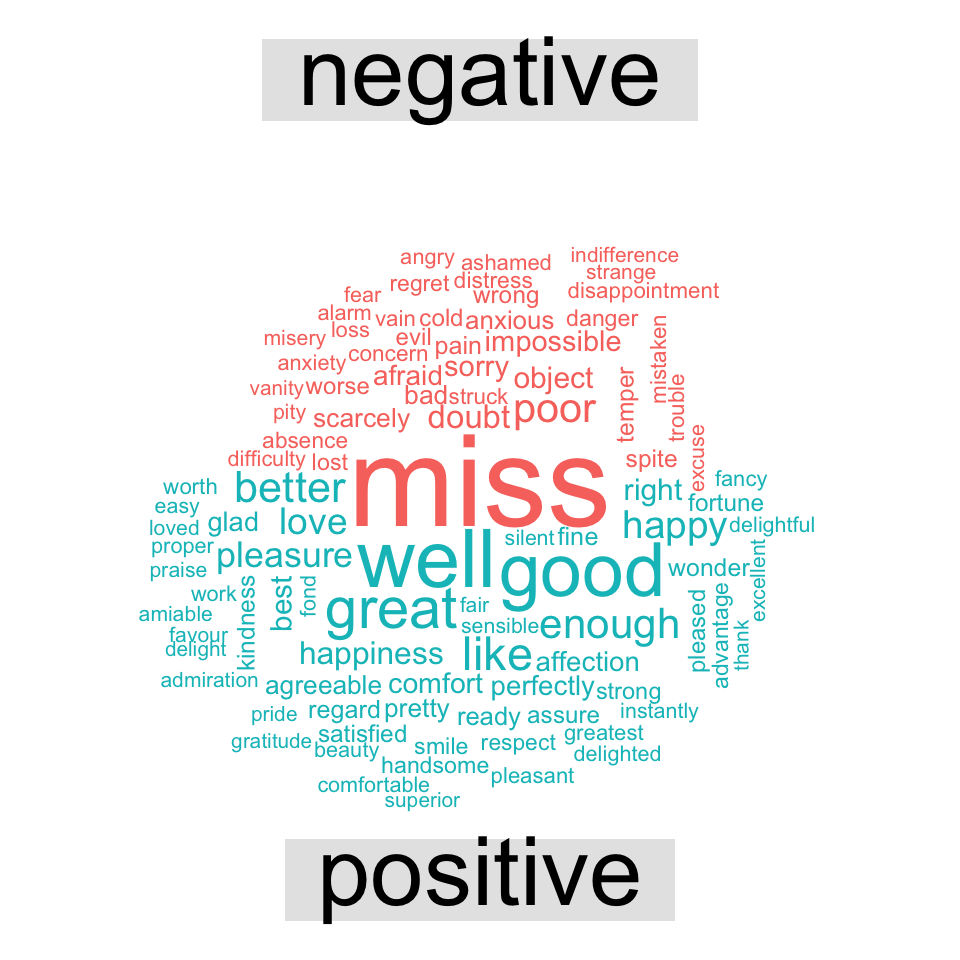 negative
angry ashamed indifference
strange
regret distress
fear wrong disappointment
alarm vain cold anxious danger
loss
misery evil impossible
concern pain
anxiety afraid sorry object
vanity worse bad struck
temper mistaken trouble
pity scarcely doubt poor
absence
difficulty lost miss spite excuse
worth better right fancy
easy fortune
loved glad love happy delightful
proper pleasure well silent fine
praise good wonder excellent
work kindness best fond
amiable great fair
favour sensible enough pleased advantage thank
delight happiness like affection
admiration agreeable comfort perfectly strong
pride regard pretty ready assure instantly
gratitude satisfied greatest
beauty smile respect delighted
handsome pleasant
comfortable
superior
positive